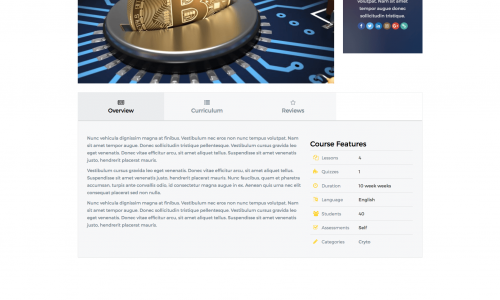 volutpat. Nam sit amet
tempor augue donec
sollicitudin tristique.
Overview
Curriculum
Reviews
Nunc vehicula dignissim magna at finibus. Vestibulum nec eros non nunc tempus volutpat. Nam
sit amet tempor augue. Donec sollicitudin tristique pellentesque. Vestibulum cursus gravida leo
eget venenatis. Donec vitae efficitur arcu, sit amet aliquet tellus. Suspendisse sit amet venenatis
justo, hendrerit placerat mauris.
Vestibulum cursus gravida leo eget venenatis. Donec vitae efficitur arcu, sit amet aliquet tellus.
Suspendisse sit amet venenatis justo, hendrerit placerat mauris. Nunc faucibus, quam et pharetra
accumsan, turpis ante convallis odio, id consectetur magna augue in ex. Aenean quis urna nec elit
consequat placerat sed non nulla.
Nunc vehicula dignissim magna at finibus. Vestibulum nec eros non nunc tempus volutpat. Nam
sit amet tempor augue. Donec sollicitudin tristique pellentesque. Vestibulum cursus gravida leo
eget venenatis. Donec vitae efficitur arcu, sit amet aliquet tellus. Suspendisse sit amet venenatis
justo, hendrerit placerat mauris.
Course Features
Lessons 4
Quizzes 1
Duration 10 week weeks
Language English
Students 40
Assessments Self
Categories Cryto